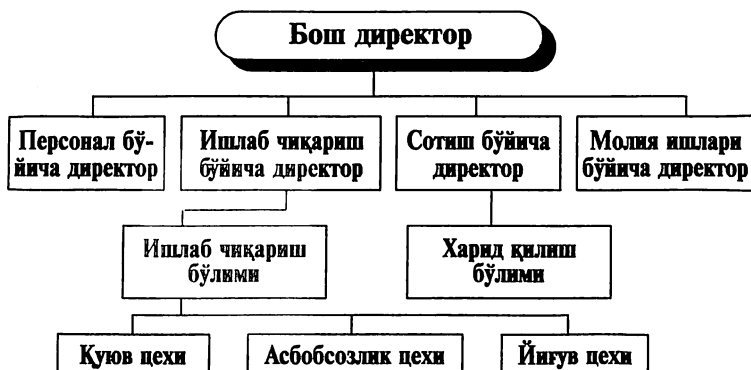 Бош директор
Персонал бў-
йича директор
Ишлаб чиқариш
бўйича директор
Сотиш бўйича
директор
Молия ишлари
бўйича директор
Ишлаб чиқариш
бўлими
Харид қилиш
бўлими
Қуюв цехи
Асбобсозлик цехи
Йиғув цехи